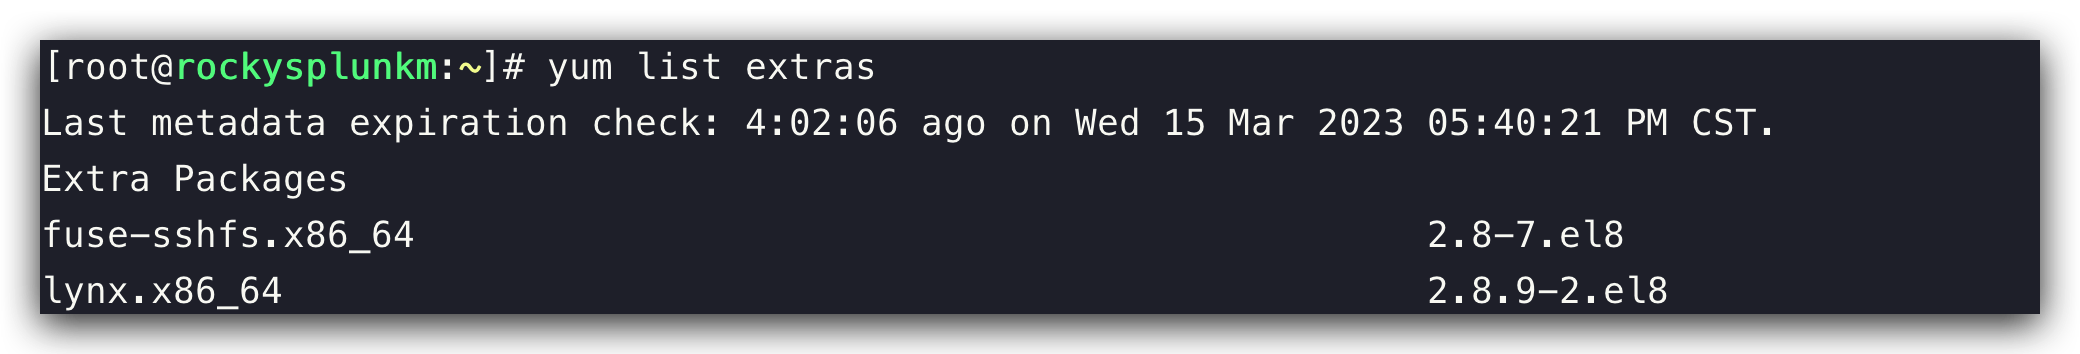 [root@rockysplunkm:~]# yum list extras
Last metadata expiration check: 4:02:06 ago on Wed 15 Mar 2023 05:40:21 PM CST.
Extra Packages
fuse-sshfs.x86_64 2.8-7.el8
lynx.x86_64 2.8.9-2.el8